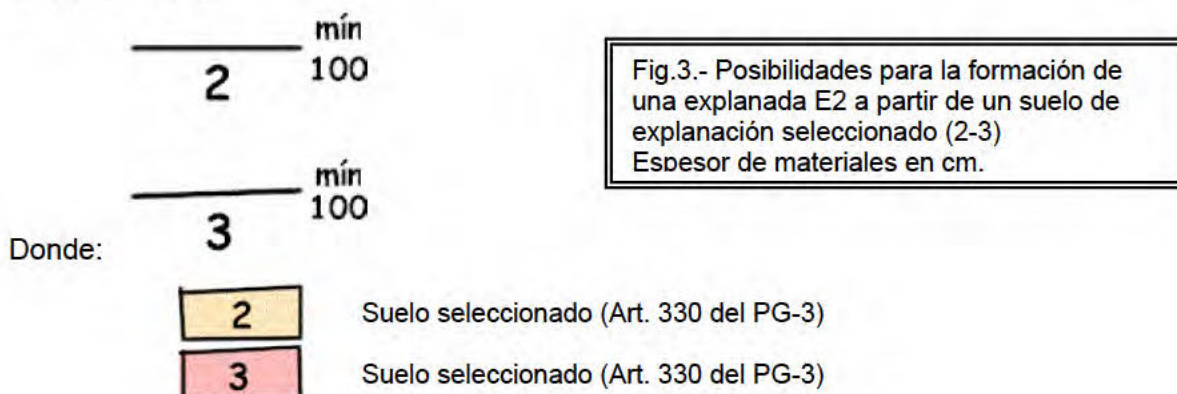 mín
100
2
Fig.3.- Posibilidades para la formación de
una explanada E2 a partir de un suelo de
explanación seleccionado (2-3)
Espesor de materiales en cm.
mín
100
3
Donde:
2 Suelo seleccionado (Art. 330 del PG-3)
3 Suelo seleccionado (Art. 330 del PG-3)